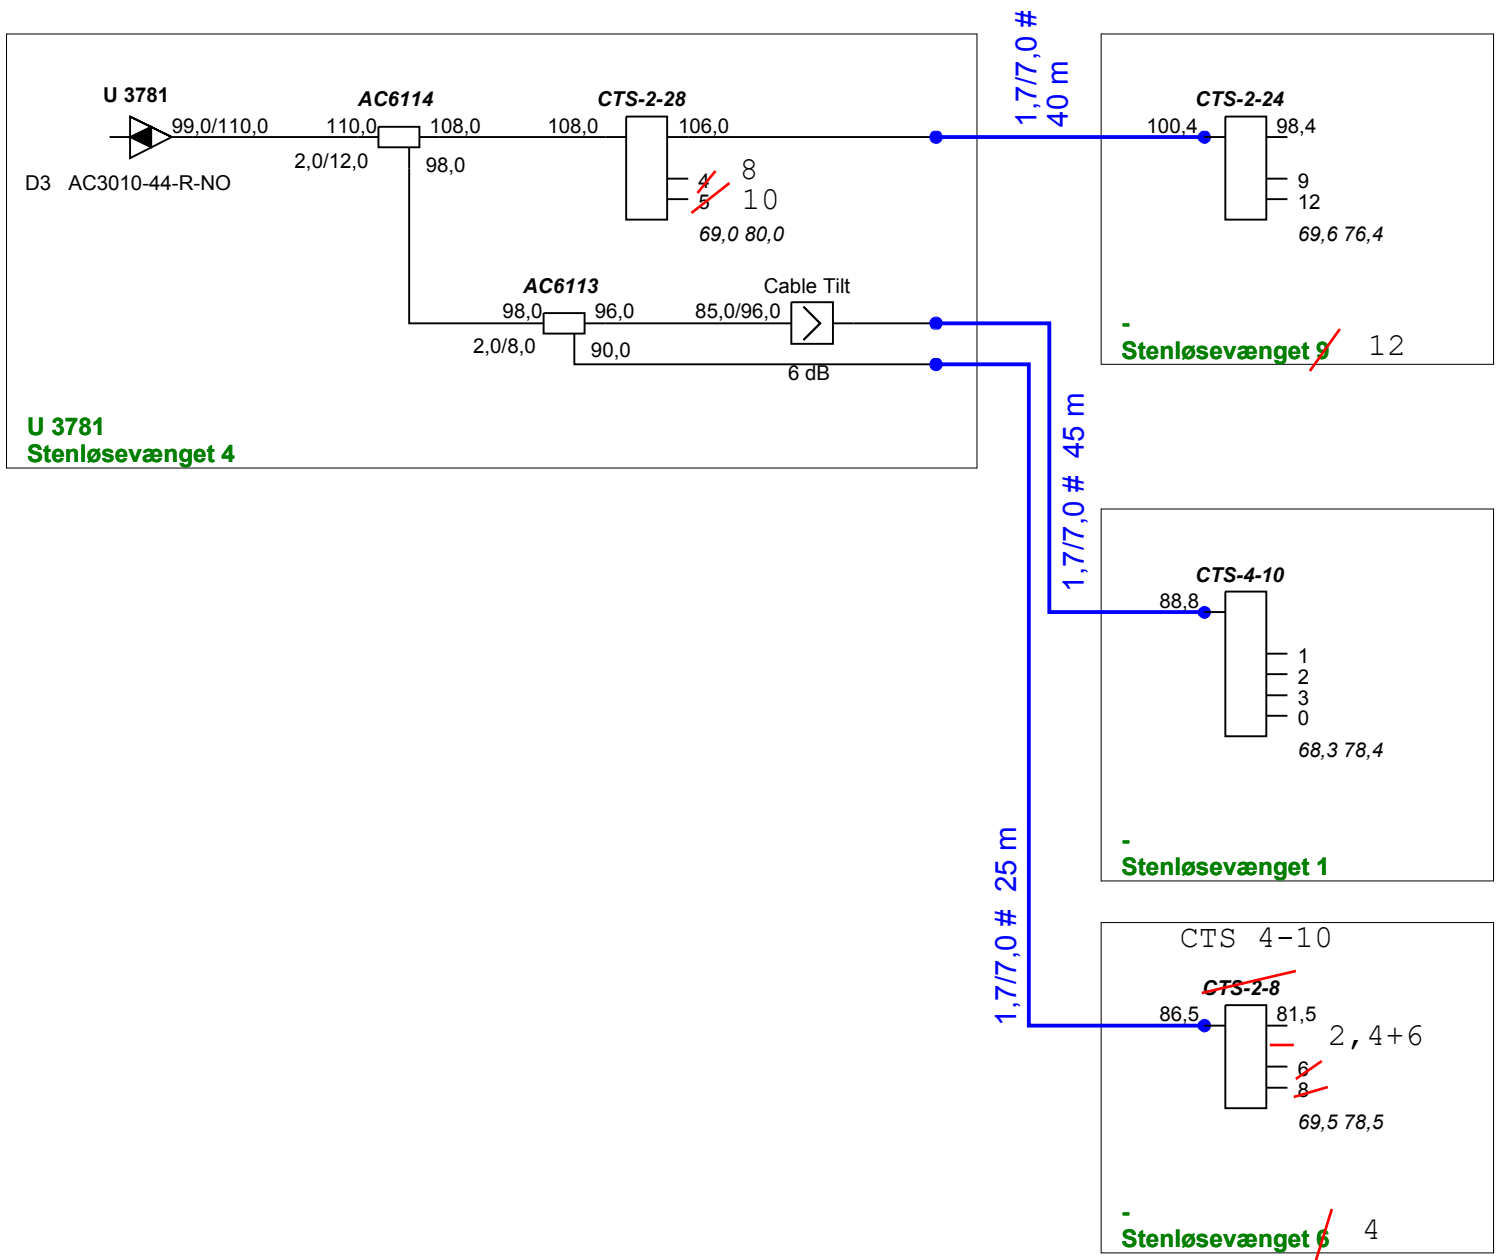 U 3781
99,0/110,0
D3 AC3010-44-R-NO
AC6114
110,0
108,0
2,0/12,0
98,0
CTS-2-28
108,0
106,0
4 8
5 10
69,0 80,0
AC6113
98,0
96,0
2,0/8,0
90,0
Cable Tilt
85,0/96,0
6 dB
U 3781
Stenløsevænget 4
1,7/7,0 #
40 m
CTS-2-24
100,4
98,4
9
12
69,6 76,4
-
Stenløsevænget 9 12
1,7/7,0 # 45 m
CTS-4-10
88,8
1
2
3
0
68,3 78,4
-
Stenløsevænget 1
1,7/7,0 # 25 m
CTS 4-10
CTS-2-8
86,5
81,5
2,4+6
6
8
69,5 78,5
-
Stenløsevænget 6 4